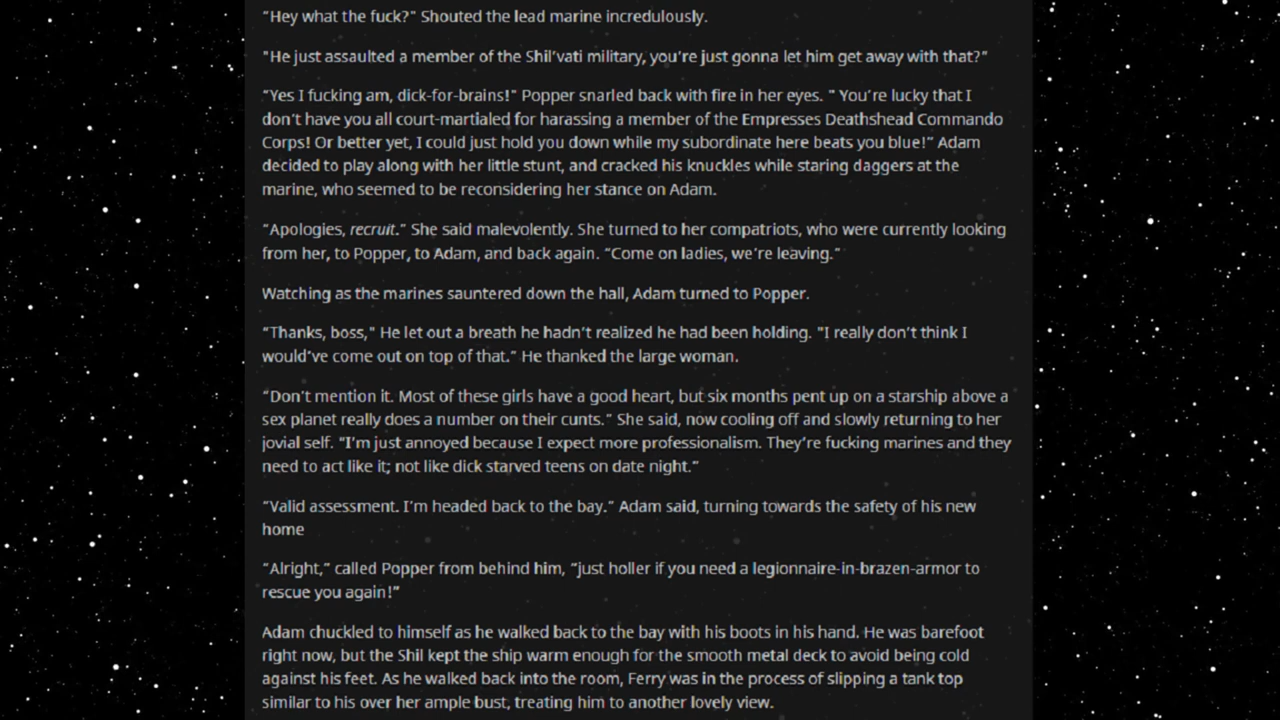 “Hey what the fuck?” Shouted the lead marine incredulously.
"He just assaulted a member of the Shil’vati military, you’re just gonna let him get away with that?”
“Yes I fucking am, dick-for-brains!” Popper snarled back with fire in her eyes. “ You’re lucky that I
don’t have you all court-martialed for harassing a member of the Empresses Deathshead Commando
Corps! Or better yet, I could just hold you down while my subordinate here beats you blue!” Adam
decided to play along with her little stunt, and cracked his knuckles while staring daggers at the
marine, who seemed to be reconsidering her stance on Adam.
“Apologies, recruit.” She said malevolently. She turned to her compatriots, who were currently looking
from her, to Popper, to Adam, and back again. “Come on ladies, we’re leaving.”
Watching as the marines sauntered down the hall, Adam turned to Popper.
“Thanks, boss,” He let out a breath he hadn’t realized he had been holding. "I really don’t think I
would’ve come out on top of that.” He thanked the large woman.
“Don’t mention it. Most of these girls have a good heart, but six months pent up on a starship above a
sex planet really does a number on their cunts.” She said, now cooling off and slowly returning to her
jovial self. “I’m just annoyed because I expect more professionalism. They’re fucking marines and they
need to act like it; not like dick starved teens on date night.”
“Valid assessment. I’m headed back to the bay.” Adam said, turning towards the safety of his new
home
“Alright,” called Popper from behind him, “just holler if you need a legionnaire-in-brazen-armor to
rescue you again!”
Adam chuckled to himself as he walked back to the bay with his boots in his hand. He was barefoot
right now, but the Shil kept the ship warm enough for the smooth metal deck to avoid being cold
against his feet. As he walked back into the room, Ferry was in the process of slipping a tank top
similar to his over her ample bust, treating him to another lovely view.